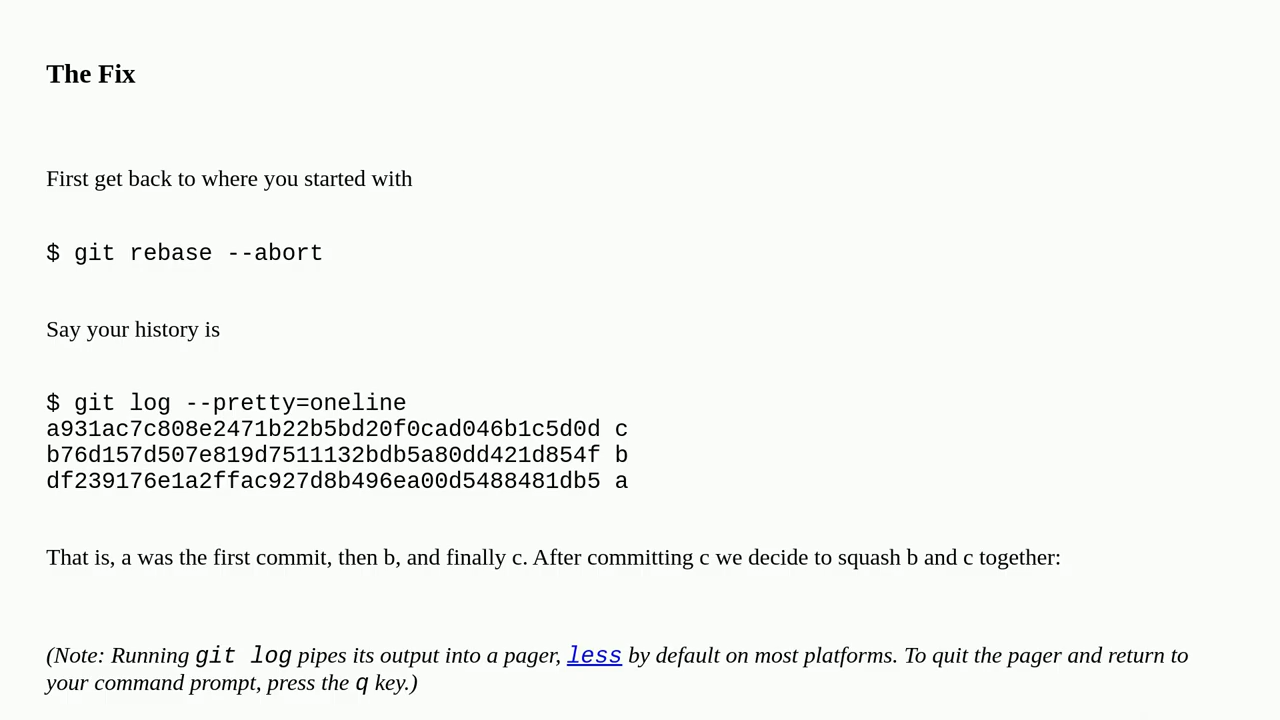 The Fix
First get back to where you started with
$ git rebase --abort
Say your history is
$ git log --pretty=oneline
a931ac7c808e2471b22b5bd20f0cad046b1c5d0d c
b76d157d507e819d7511132bdb5a80dd421d854f b
df239176e1a2ffac927d8b496ea00d5488481db5 a
That is, a was the first commit, then b, and finally c. After committing c we decide to squash b and c together:
(Note: Running git log pipes its output into a pager, less by default on most platforms. To quit the pager and return to
your command prompt, press the q key.)